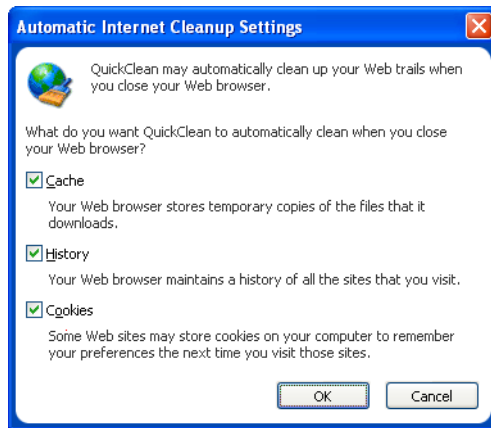 Automatic Internet Cleanup Settings
QuickClean may automatically clean up your Web trails when
you close your Web browser.
What do you want QuickClean to automatically clean when you close
your Web browser?
Cache
Your Web browser stores temporary copies of the files that it
downloads.
History
Your Web browser maintains a history of all the sites that you visit.
Cookies
Some Web sites may store cookies on your computer to remember
your preferences the next time you visit those sites.
OK
Cancel